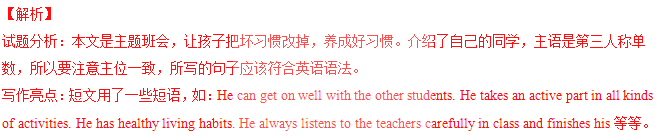 【解析】
试题分析：本文是主题班会，让孩子把坏习惯改掉，养成好习惯。介绍了自己的同学，主语是第三人称单
数，所以要注意主位一致，所写的句子应该符合英语语法。
写作亮点：短文用了一些短语，如：He can get on well with the other students. He takes an active part in all kinds
of activities. He has healthy living habits. He always listens to the teachers carefully in class and finishes his 等等。